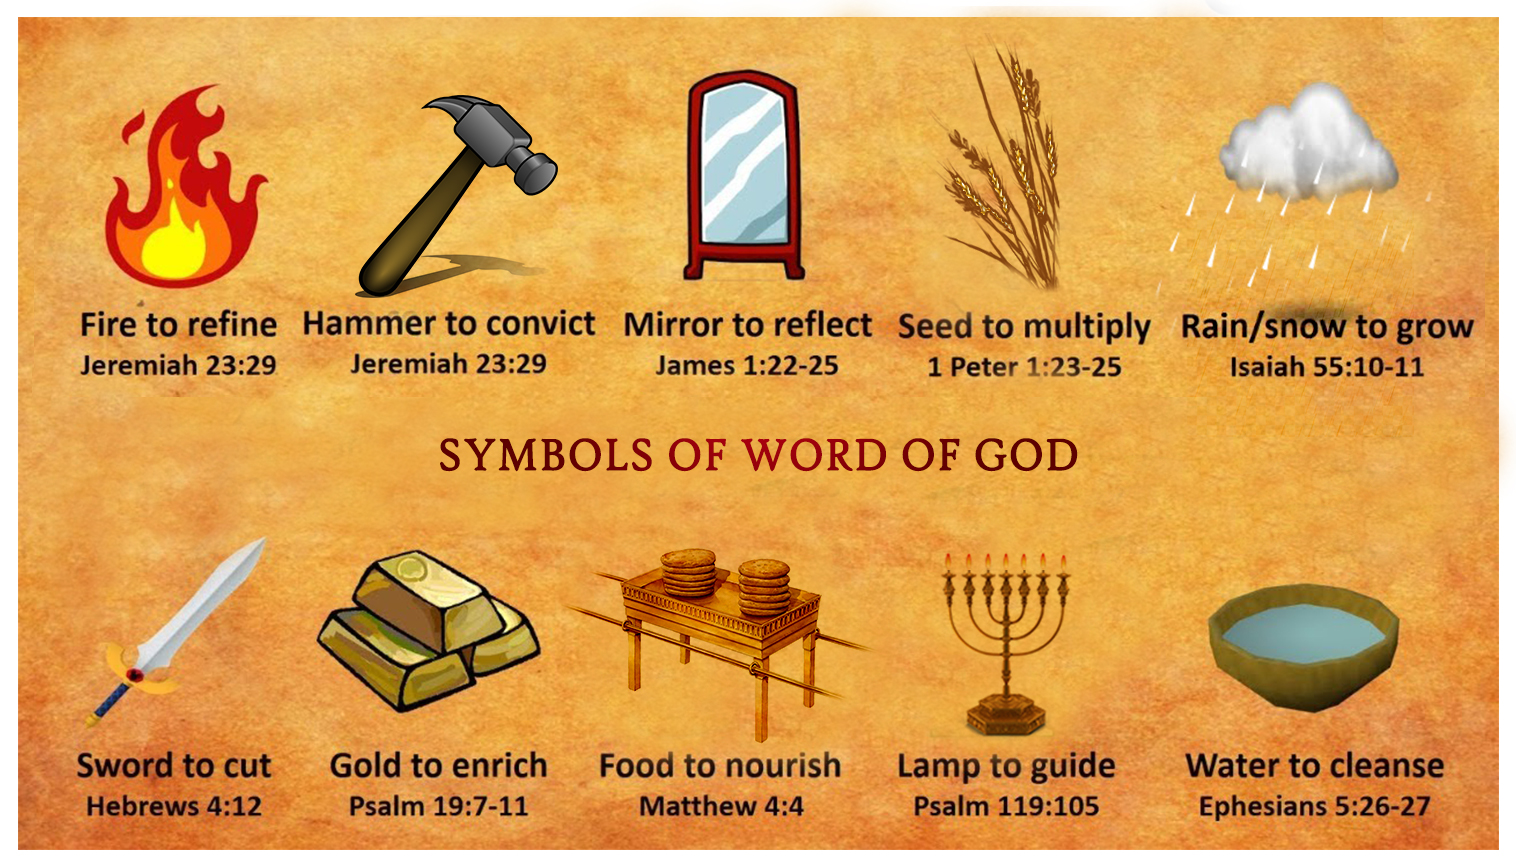 Fire to refine
Jeremiah 23:29
Hammer to convict
Jeremiah 23:29
Mirror to reflect
James 1:22-25
Seed to multiply
1 Peter 1:23-25
Rain/snow to grow
Isaiah 55:10-11
SYMBOLS OF WORD OF GOD
Sword to cut
Hebrews 4:12
Gold to enrich
Psalm 19:7-11
Food to nourish
Matthew 4:4
Lamp to guide
Psalm 119:105
Water to cleanse
Ephesians 5:26-27